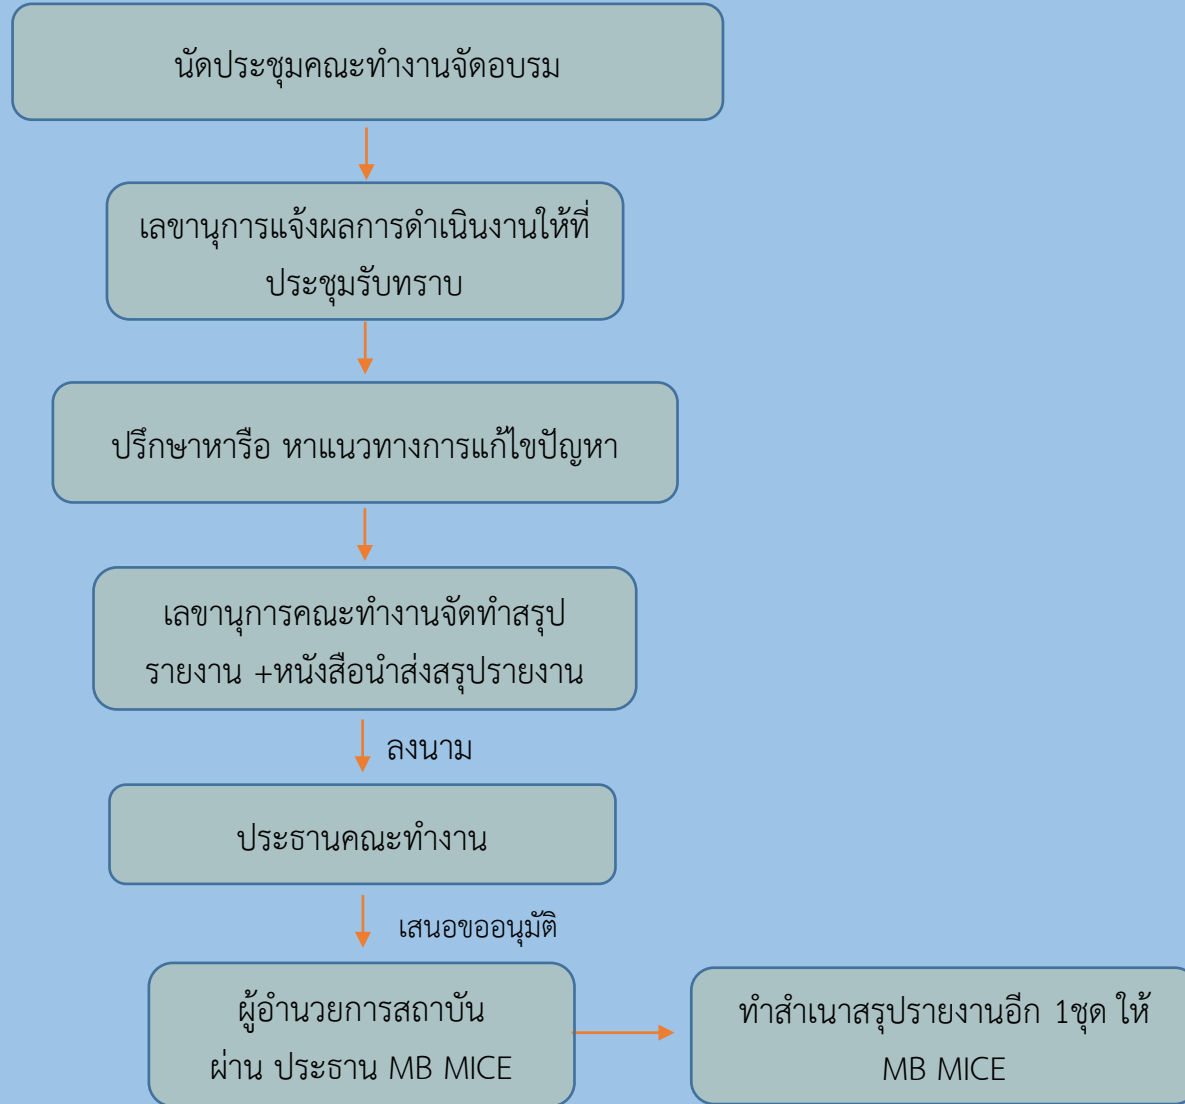 นัดประชุมคณะทำงานจัดอบรม
เลขานุการแจ้งผลการดำเนินงานให้ที่
ประชุมรับทราบ
ปรึกษาหารือ หาแนวทางการแก้ไขปัญหา
เลขานุการคณะทำงานจัดทำสรุป
รายงาน +หนังสือนำส่งสรุปรายงาน
ลงนาม
ประธานคณะทำงาน
เสนอขออนุมัติ
ผู้อำนวยการสถาบัน
ผ่าน ประธาน MB MICE
ทำสำเนาสรุปรายงานอีก 1ชุด ให้
MB MICE